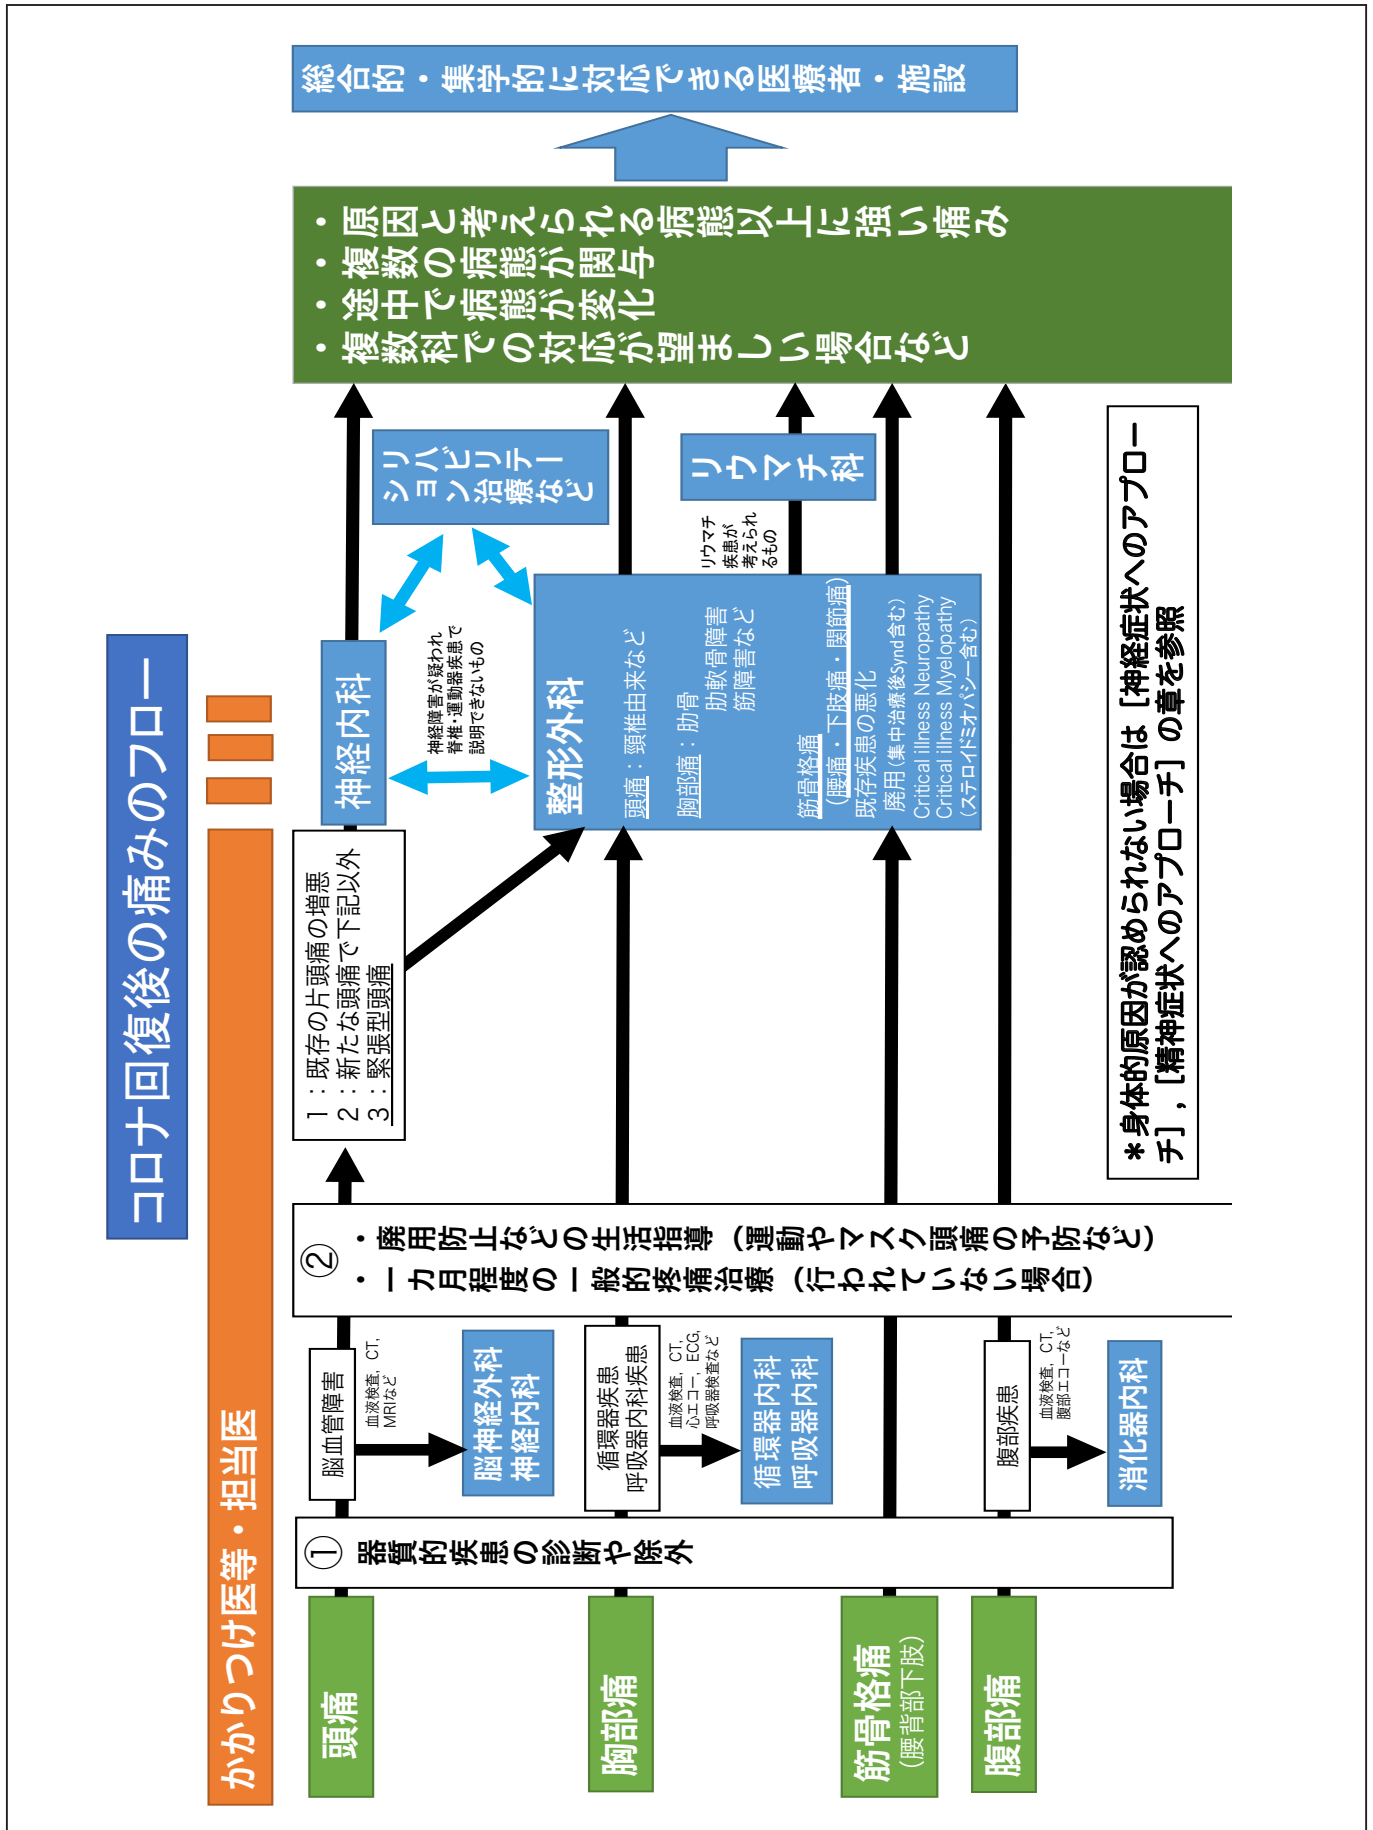 コロナ回復後の痛みのフロー
かかりつけ医等・担当医
頭痛
胸部痛
筋骨格痛
(腰背部下肢)
腹部痛
① 器質的疾患の診断や除外
脳血管障害
血液検査, CT,
MRIなど
脳神経外科
神経内科
循環器疾患
呼吸器内科疾患
血液検査, CT,
心エコー, ECG,
呼吸器検査など
循環器内科
呼吸器内科
腹部疾患
血液検査, CT,
腹部エコーなど
消化器内科
② ・廃用防止などの生活指導（運動やマスク頭痛の予防など）
・一カ月程度の一般的疼痛治療（行われていない場合）
1：既存の片頭痛の増悪
2：新たな頭痛で下記以外
3：緊張型頭痛
神経内科
神経障害が疑われ
脊椎・運動器疾患で
説明できないもの
リハビリテー
ション治療など
整形外科
頭痛：頸椎由来など
胸部痛：肋骨
肋軟骨障害
筋障害など
筋骨格痛
(腰痛・下肢痛・関節痛)
既存疾患の悪化
廃用(集中治療後Synd含む)
Critical illness Neuropathy
Critical illness Myelopathy
(ステロイドミオパシー含む)
リウマチ
疾患が
考えられ
るもの
リウマチ科
・原因と考えられる病態以上に強い痛み
・複数の病態が関与
・途中で病態が変化
・複数科での対応が望ましい場合など
総合的・集学的に対応できる医療者・施設
＊身体的原因が認められない場合は［神経症状へのアプロー
チ］，［精神症状へのアプローチ］の章を参照